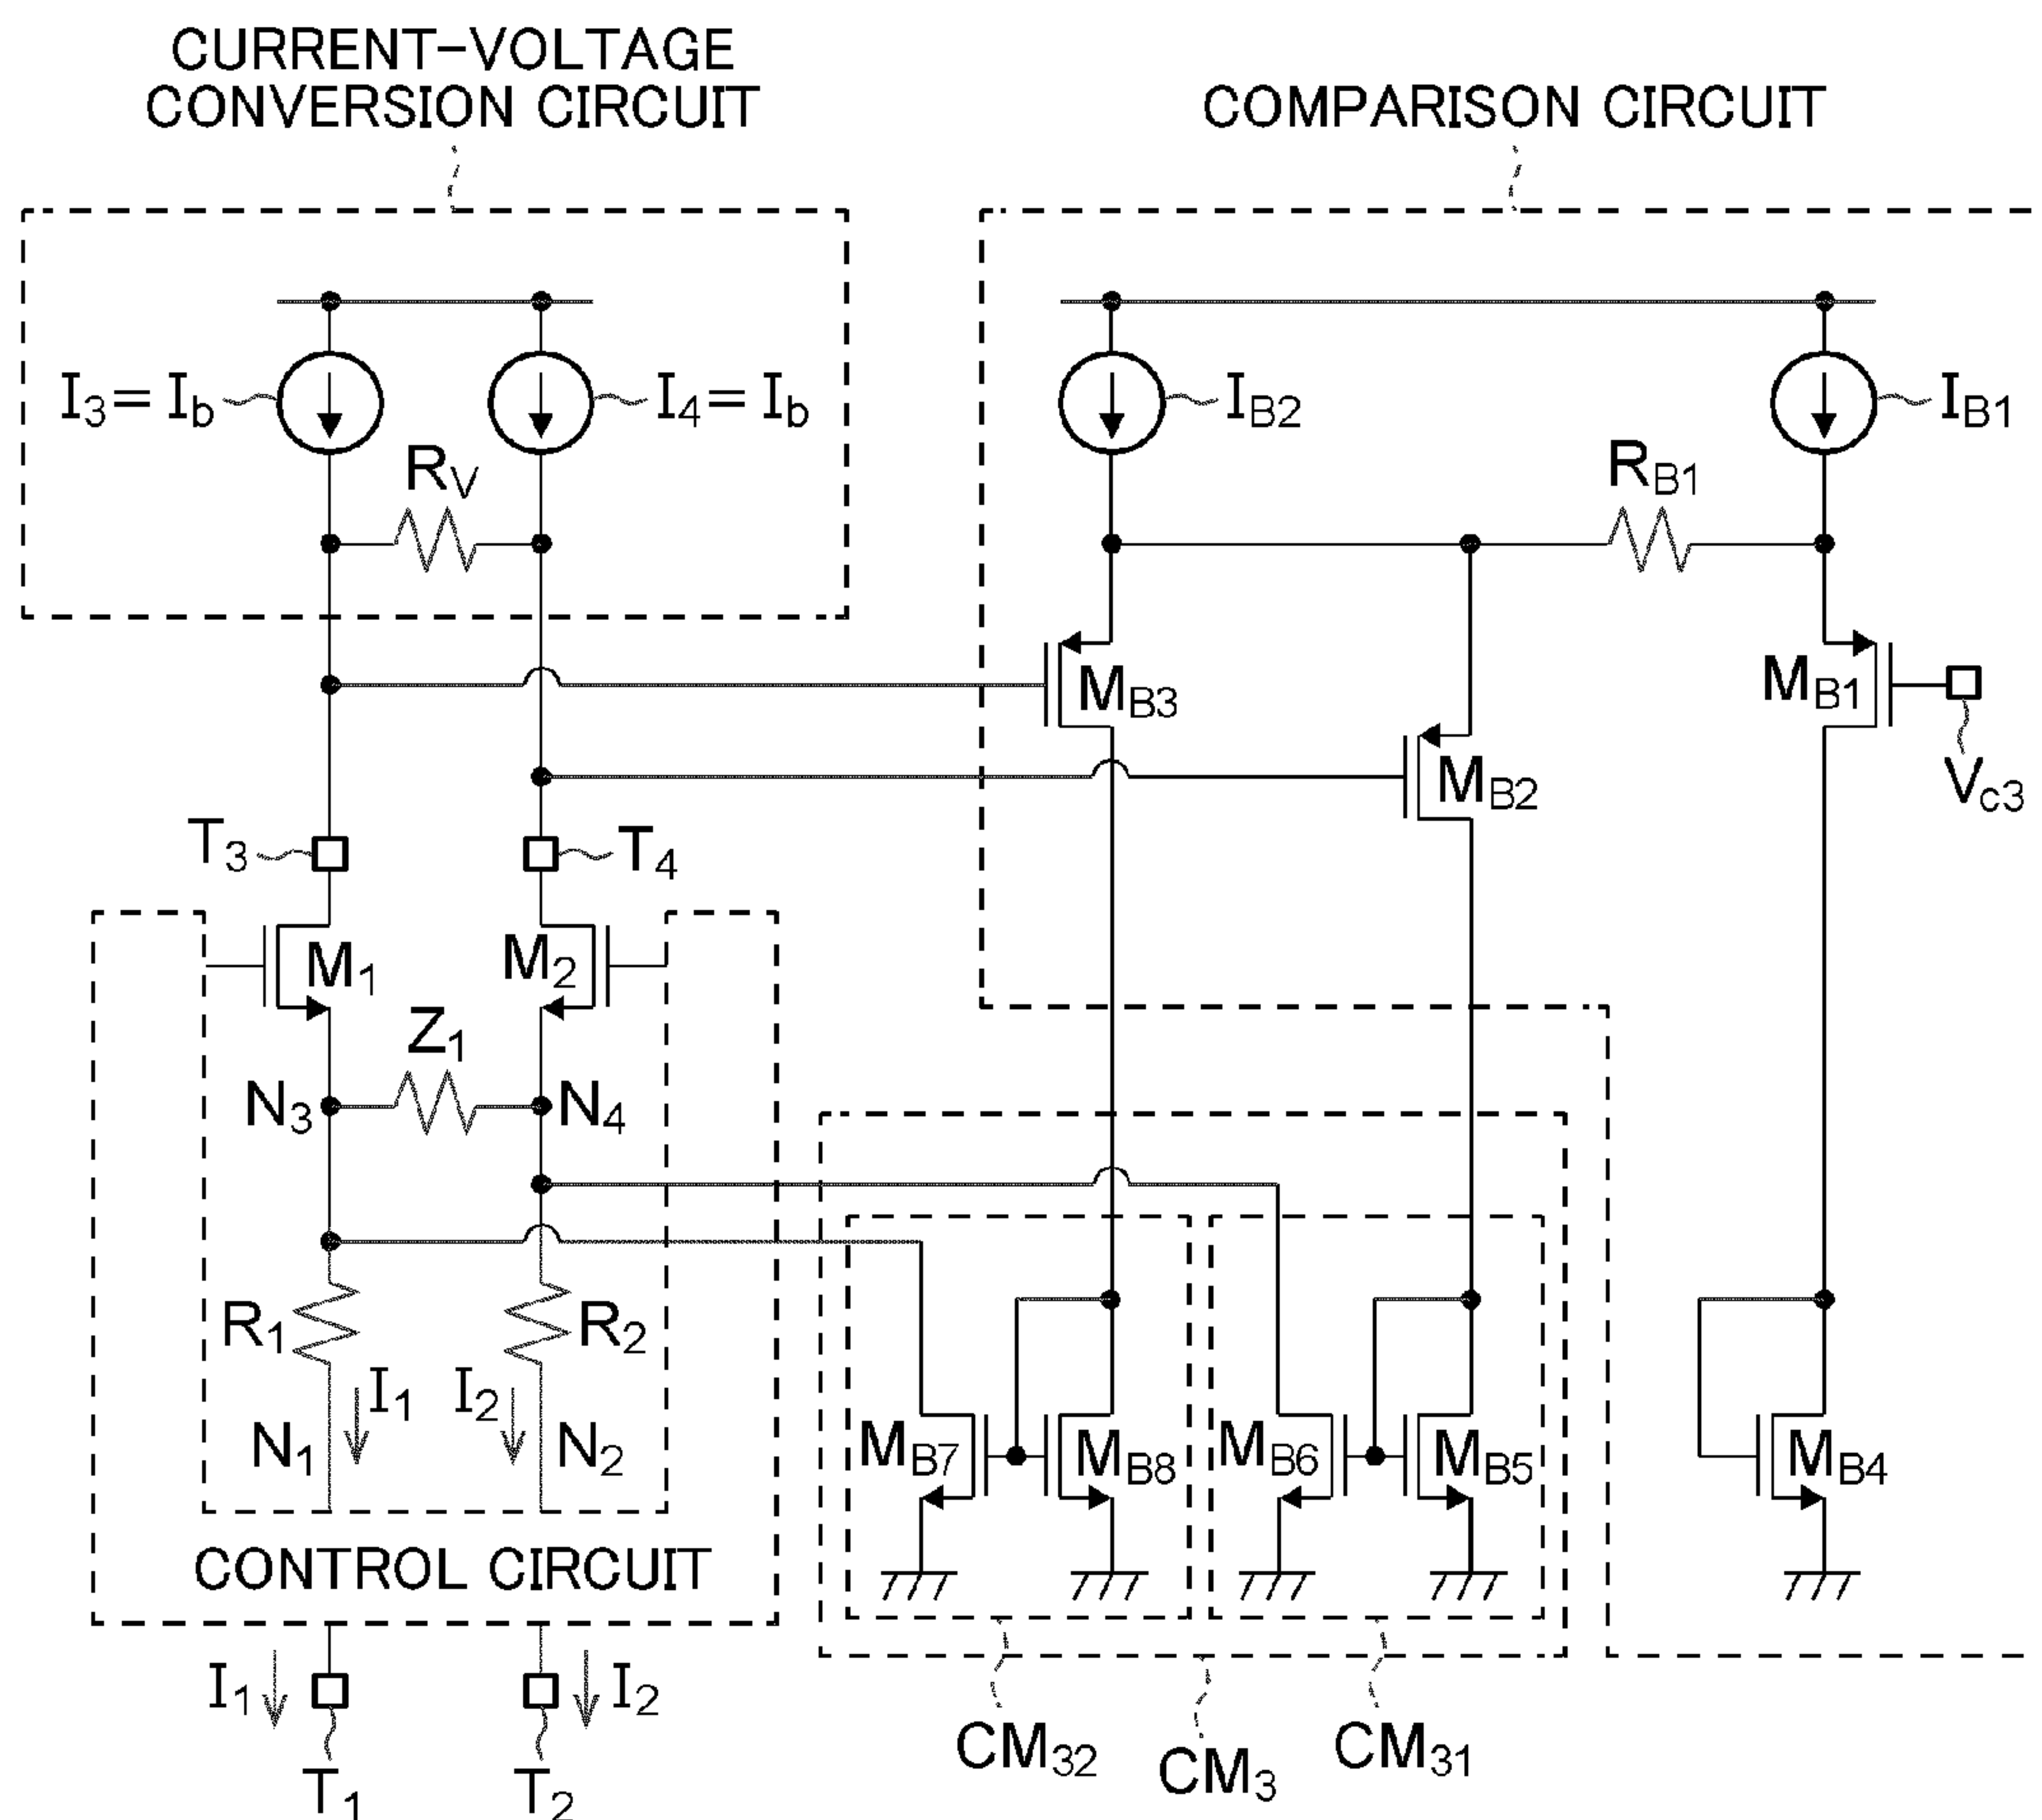 CURRENT-VOLTAGE
CONVERSION CIRCUIT
COMPARISON CIRCUIT
I3=Ib
I4=Ib
IB2
IB1
RV
RB1
MB3
MB1
MB2
Vc3
T3
T4
M1
M2
Z1
N3
N4
R1
R2
I1
I2
N1
N2
MB7
MB8
MB6
MB5
MB4
CONTROL CIRCUIT
I1
I2
CM32
CM3
CM31
T1
T2